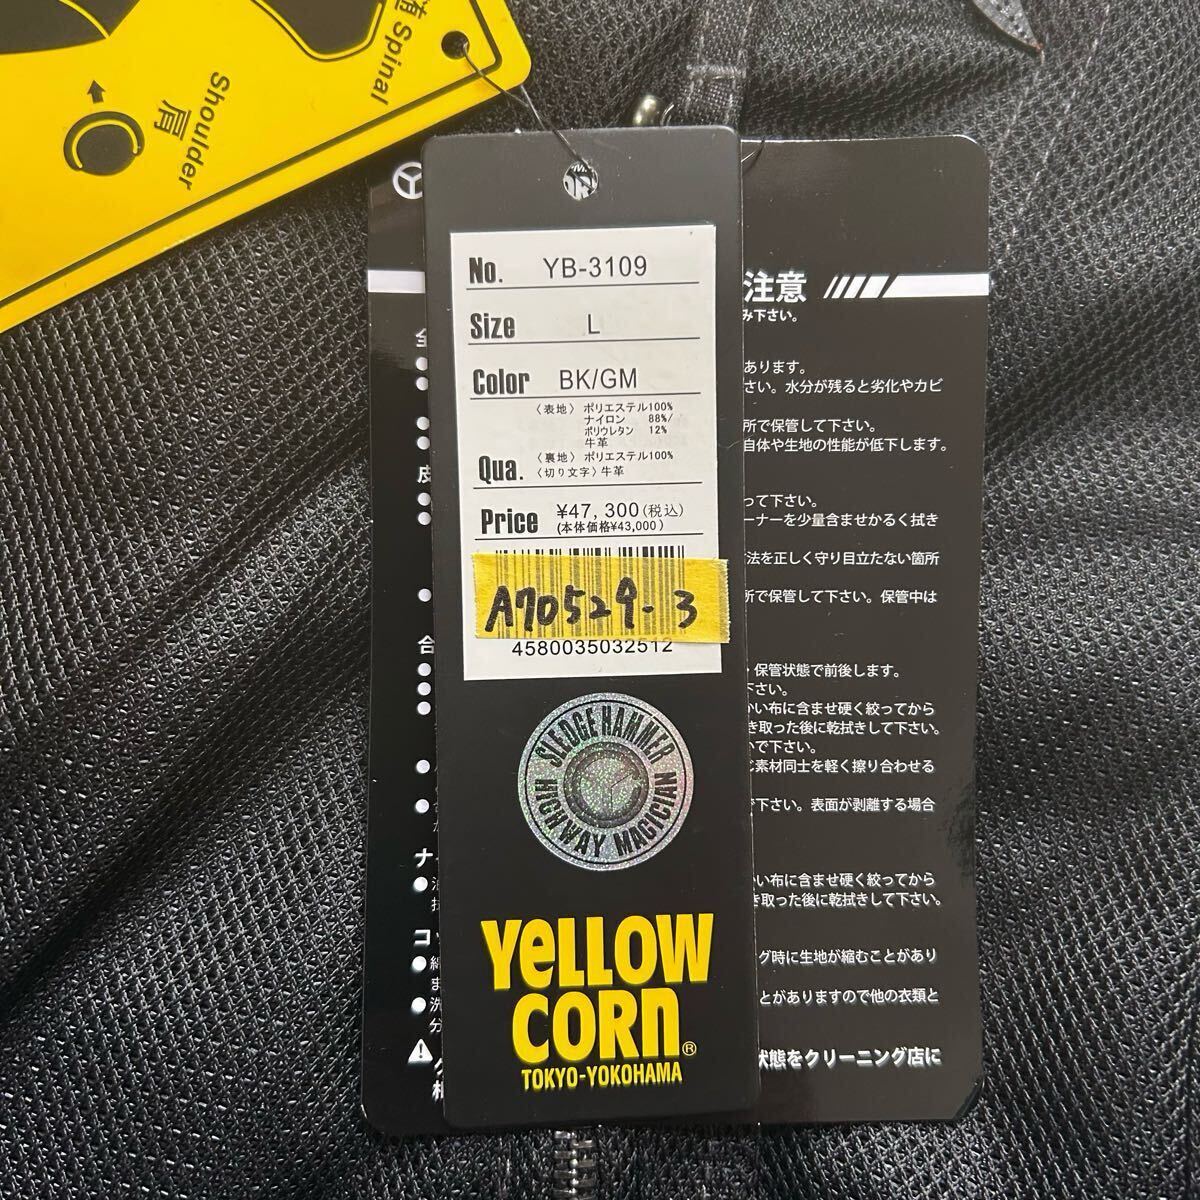 脊髄 Spinal
Shoulder
肩
No. YB-3109
Size L
Color BK/GM
〈表地〉 ポリエステル100%
ナイロン 88%/
ポリウレタン 12%
牛革
Qua. 〈裏地〉 ポリエステル100%
〈切り文字〉牛革
Price ¥47,300(税込)
(本体価格¥43,000)
A70529-3
4580035032512
SLEDGE HAMMER
HIGHWAY MAGICIAN
YELLOW
CORN®
TOKYO-YOKOHAMA
注意
み下さい。
あります。
さい。水分が残ると劣化やカビ
所で保管して下さい。
自体や生地の性能が低下します。
って下さい。
ーナーを少量含ませかるく拭き
法を正しく守り目立たない箇所
所で保管して下さい。保管中は
・保管状態で前後します。
下さい。
かい布に含ませ硬く絞ってから
き取った後に乾拭きして下さい。
いで下さい。
じ素材同士を軽く擦り合わせる
で下さい。表面が剥離する場合
かい布に含ませ硬く絞ってから
き取った後に乾拭きして下さい。
グ時に生地が縮むことがあり
とがありますので他の衣類と
状態をクリーニング店に